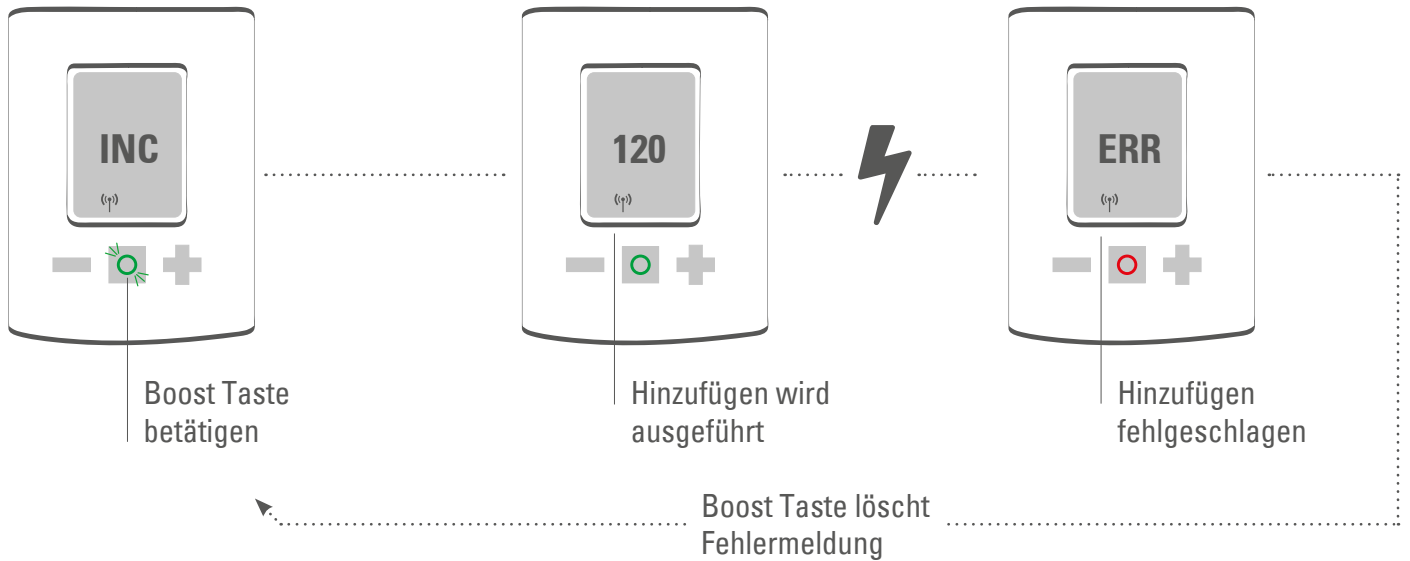 INC
120
ERR
Boost Taste
betätigen
Hinzufügen wird
ausgeführt
Hinzufügen
fehlgeschlagen
Boost Taste löscht
Fehlermeldung